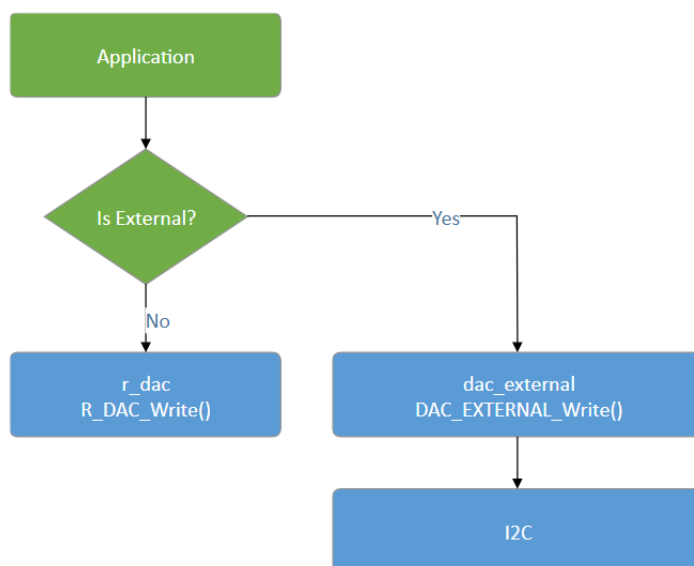 Application
Is External?
Yes
No
r_dac
R_DAC_Write()
dac_external
DAC_EXTERNAL_Write()
I2C